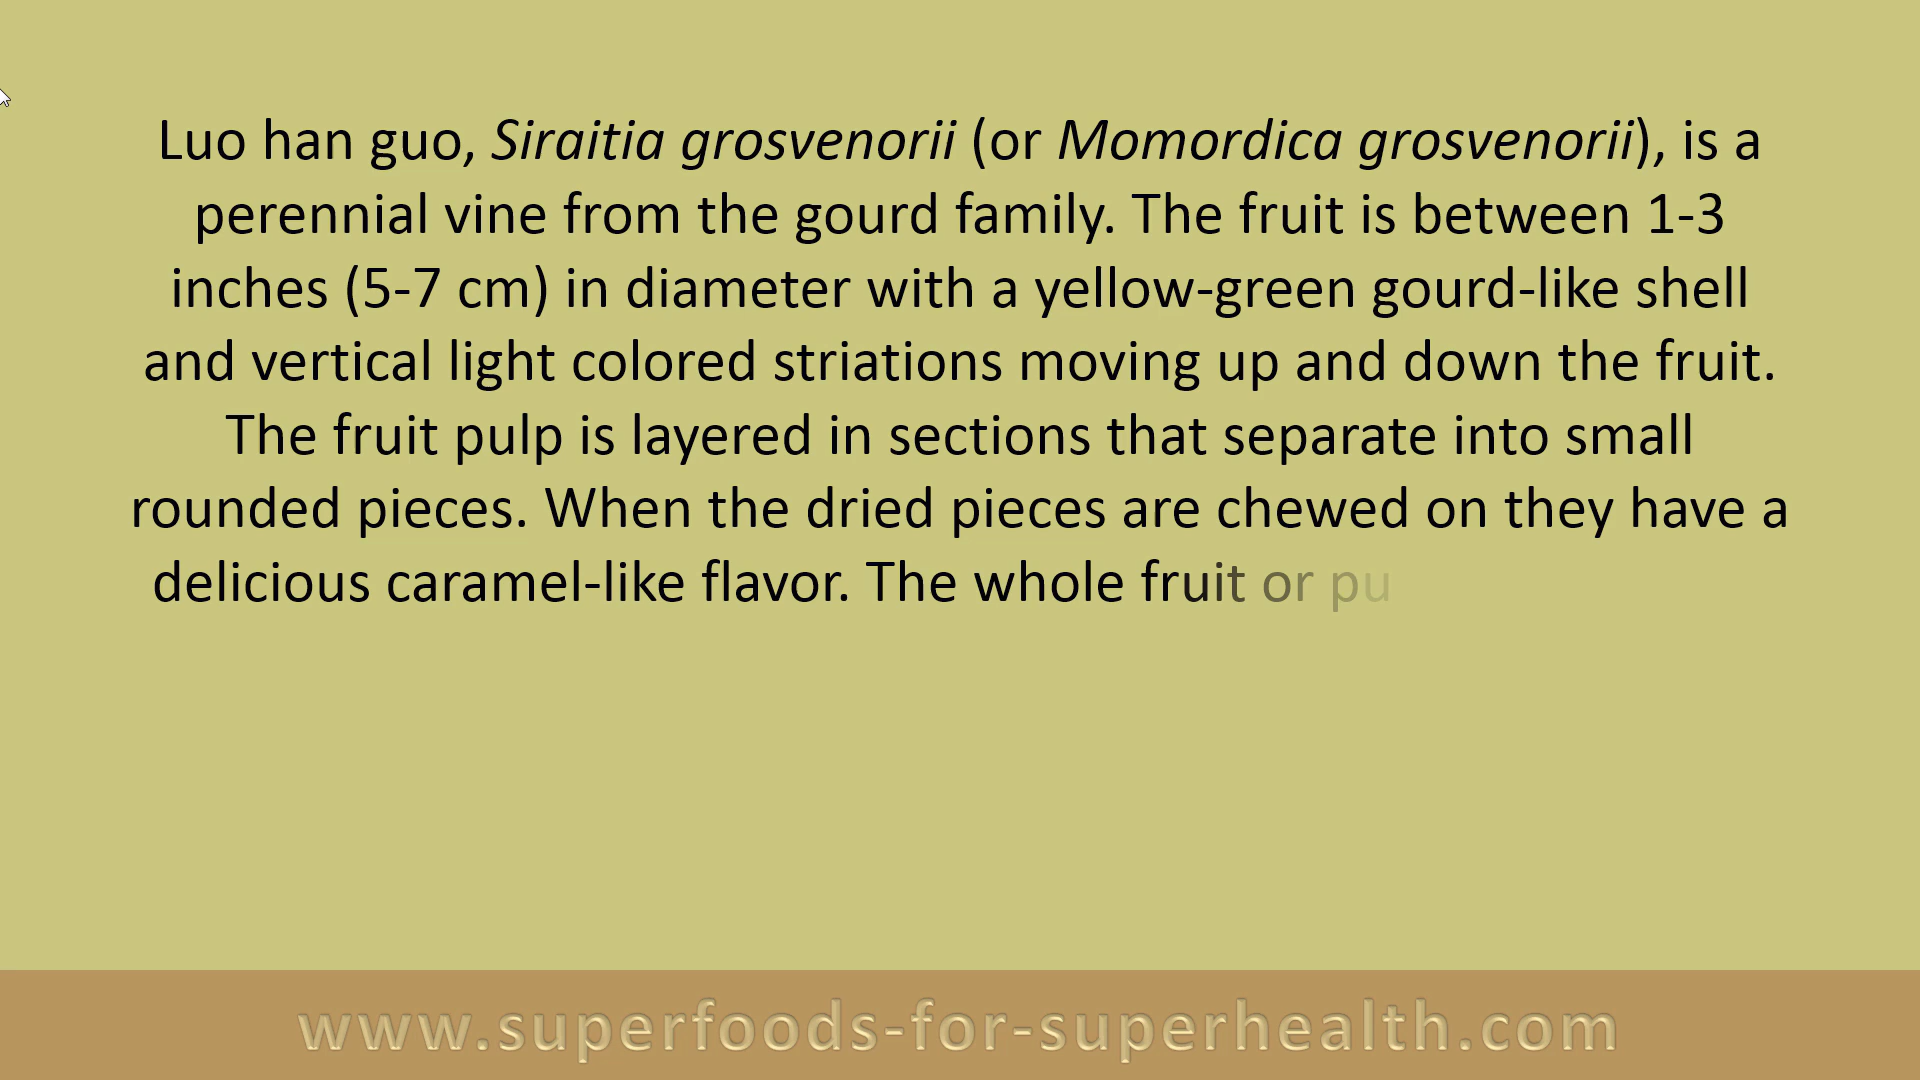 Luo han guo, Siraitia grosvenorii (or Momordica grosvenorii), is a
perennial vine from the gourd family. The fruit is between 1-3
inches (5-7 cm) in diameter with a yellow-green gourd-like shell
and vertical light colored striations moving up and down the fruit.
The fruit pulp is layered in sections that separate into small
rounded pieces. When the dried pieces are chewed on they have a
delicious caramel-like flavor. The whole fruit or pu
www.superfoods-for-superhealth.com